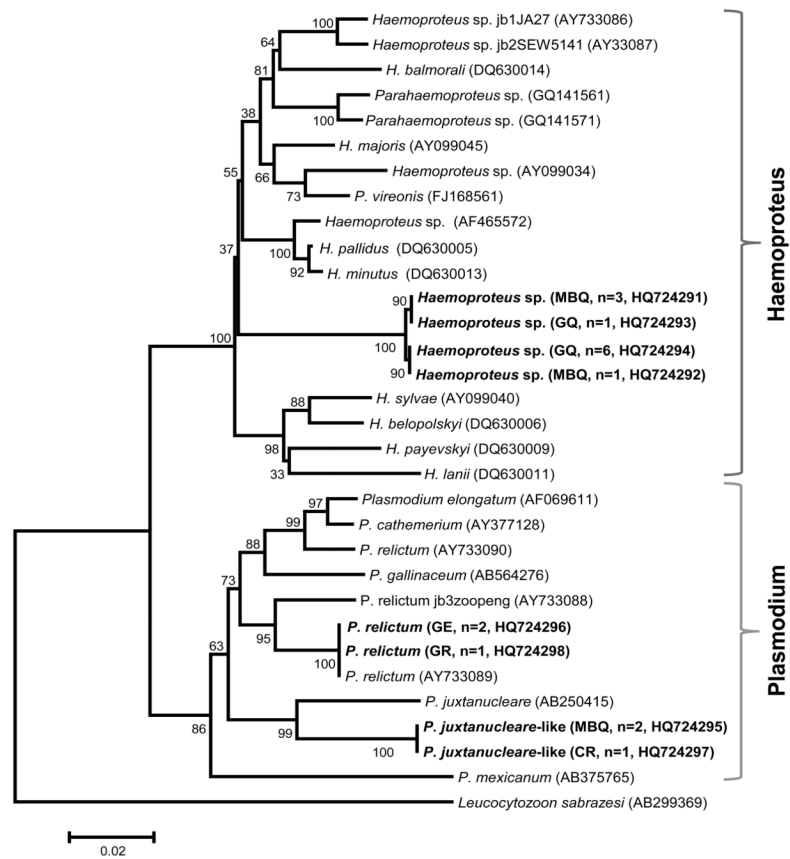 Haemoproteus sp. jb1JA27 (AY733086)
100
Haemoproteus sp. jb2SEW5141 (AY33087)
64
H. balmorali (DQ630014)
81
Parahaemoproteus sp. (GQ141561)
100
Parahaemoproteus sp. (GQ141571)
38
H. majoris (AY099045)
66
Haemoproteus sp. (AY099034)
73
P. vireonis (FJ168561)
55
Haemoproteus sp. (AF465572)
100
H. pallidus (DQ630005)
92
H. minutus (DQ630013)
37
90
Haemoproteus sp. (MBQ, n=3, HQ724291)
Haemoproteus sp. (GQ, n=1, HQ724293)
100
Haemoproteus sp. (GQ, n=6, HQ724294)
90
Haemoproteus sp. (MBQ, n=1, HQ724292)
100
H. sylvae (AY099040)
88
H. belopolskyi (DQ630006)
98
H. payevskyi (DQ630009)
33
H. lanii (DQ630011)
Haemoproteus
Plasmodium elongatum (AF069611)
97
P. cathemerium (AY377128)
99
P. relictum (AY733090)
88
P. gallinaceum (AB564276)
73
P. relictum jb3zoopeng (AY733088)
95
P. relictum (GE, n=2, HQ724296)
P. relictum (GR, n=1, HQ724298)
100
P. relictum (AY733089)
63
P. juxtanucleare (AB250415)
99
P. juxtanucleare-like (MBQ, n=2, HQ724295)
100
P. juxtanucleare-like (CR, n=1, HQ724297)
86
P. mexicanum (AB375765)
Plasmodium
Leucocytozoon sabrazesi (AB299369)
0.02